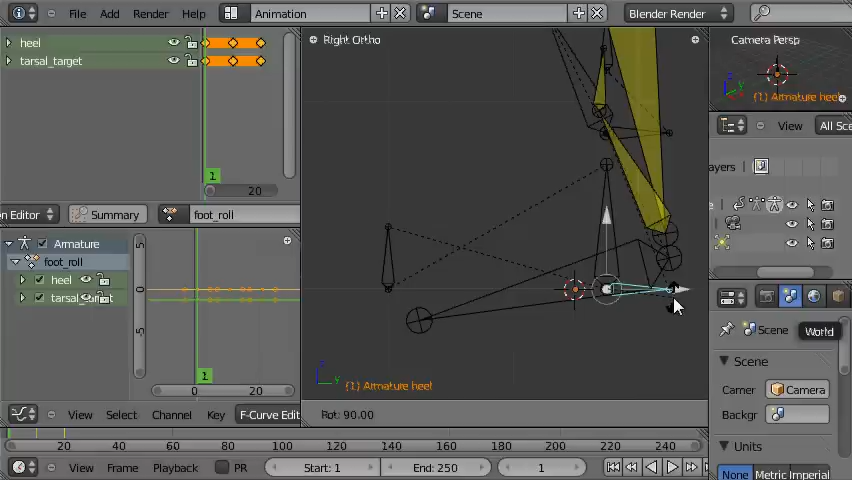 File Add Render Help Animation Scene Blender Render
heel
tarsal_target
1
20
en Editor Summary foot_roll
Armature
foot_roll
heel
tarsal_target
5
0
-5
1
0 20
View Select Channel Key F-Curve Edit
Right Ortho
z
y
(1) Armature heel
Rot: 90.00
Camera Persp
(1) Armature heel
View All Sce
ayers
Scene
World
Scene
Camer Camera
Backgr
Units
None Metric Imperial
20 40 60 80 100 120 140 160 180 200 220 240 260
View Frame Playback PR Start: 1 End: 250 1